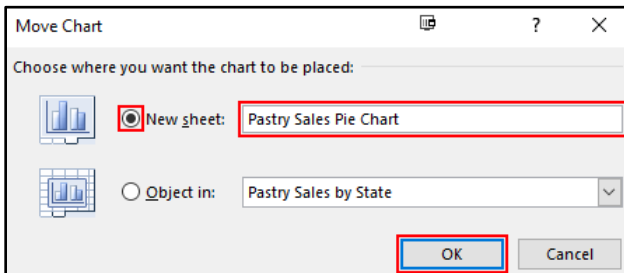 Move Chart ?
Choose where you want the chart to be placed:
New sheet: Pastry Sales Pie Chart
Object in: Pastry Sales by State
OK Cancel